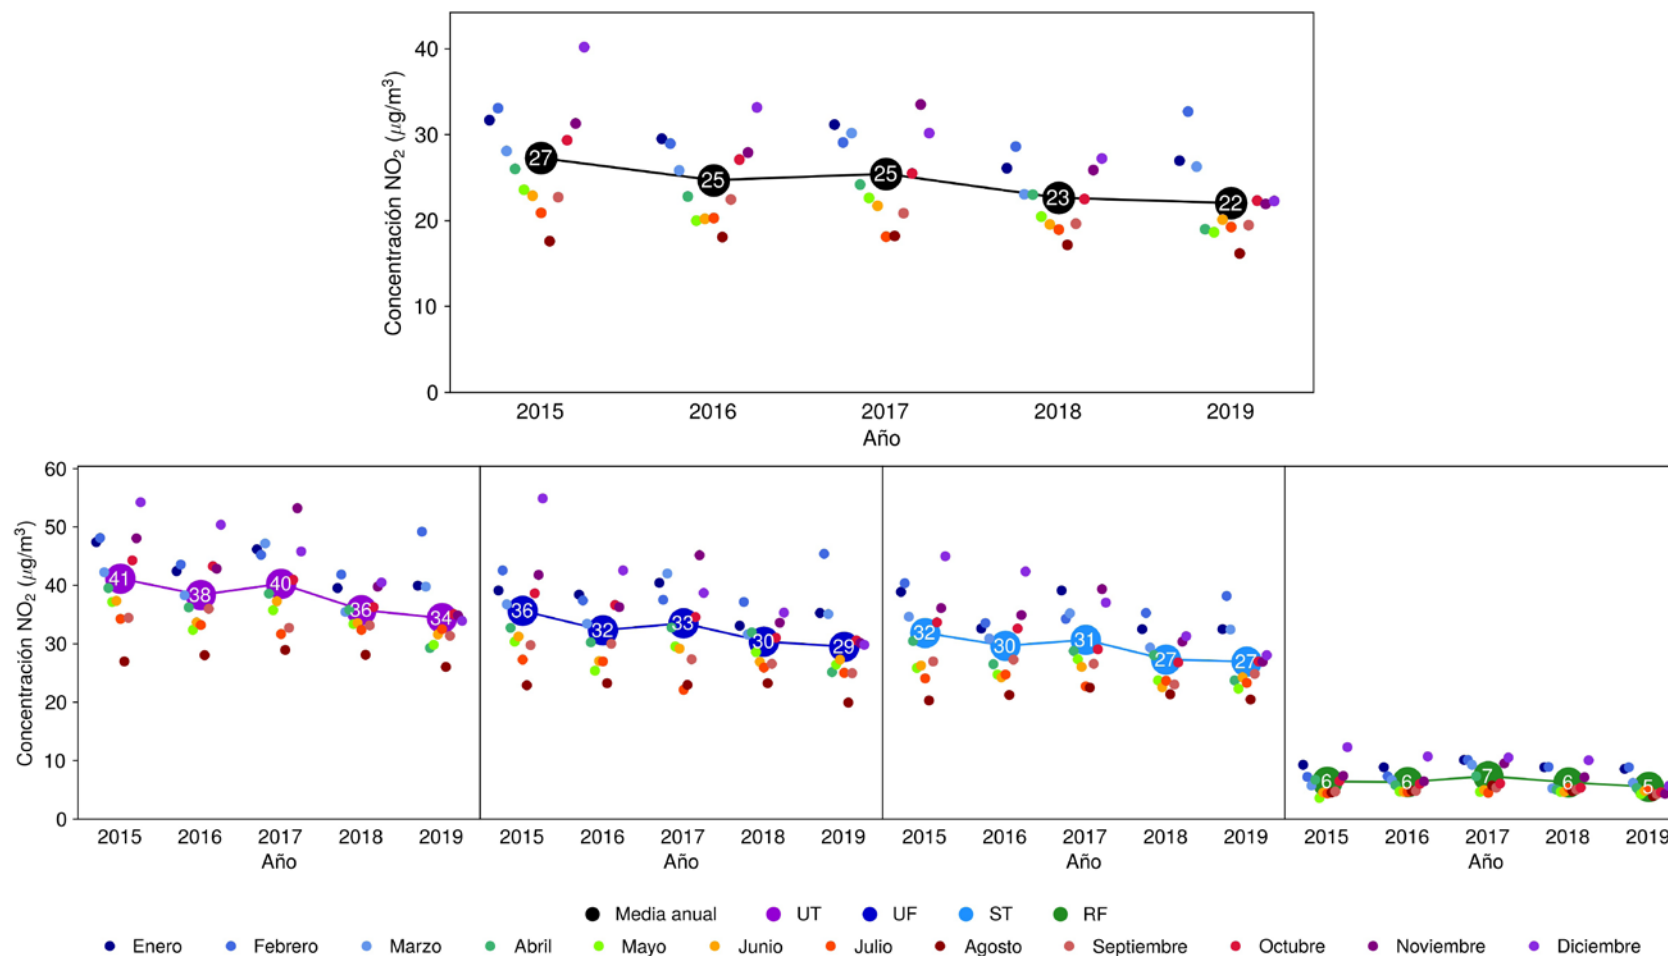 40
30
20
10
0
Concentración NO₂ (μg/m³)
27
25
25
23
22
2015 2016 2017 2018 2019
Año
60
50
40
30
20
10
0
Concentración NO₂ (μg/m³)
41 38 40 36 34
36 32 33 30 29
32 30 31 27 27
6 6 7 6 5
2015 2016 2017 2018 2019 2015 2016 2017 2018 2019 2015 2016 2017 2018 2019 2015 2016 2017 2018 2019
Año Año Año Año
Media anual UT UF ST RF
Enero Febrero Marzo Abril Mayo Junio Julio Agosto Septiembre Octubre Noviembre Diciembre